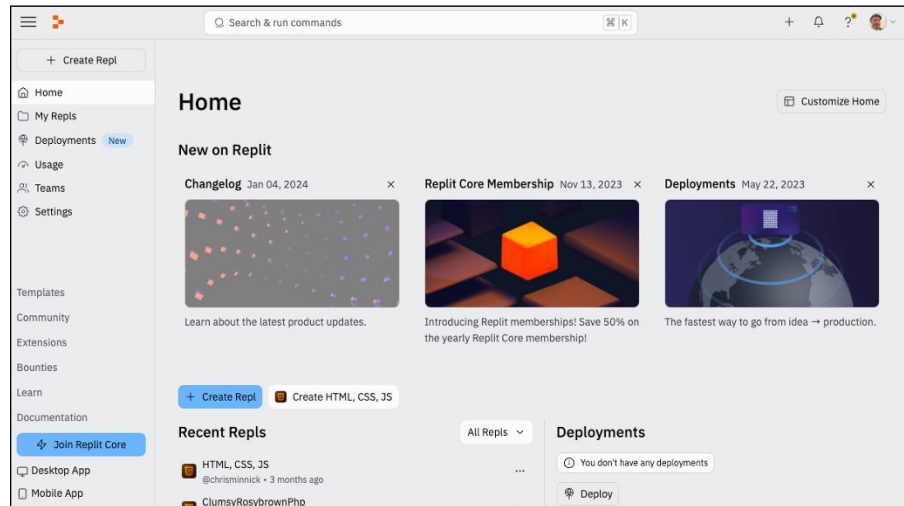 Search & run commands
⌘ K
+
?
+ Create Repl
Home
My Repls
Deployments New
Usage
Teams
Settings
Templates
Community
Extensions
Bounties
Learn
Documentation
Join Replit Core
Desktop App
Mobile App
Home
Customize Home
New on Replit
Changelog Jan 04, 2024 ×
Replit Core Membership Nov 13, 2023 ×
Deployments May 22, 2023 ×
Learn about the latest product updates.
Introducing Replit memberships! Save 50% on
the yearly Replit Core membership!
The fastest way to go from idea → production.
+ Create Repl
Create HTML, CSS, JS
Recent Repls
All Repls
HTML, CSS, JS
@chrisminnick • 3 months ago
...
ClumsyRosybrownPhp
Deployments
You don't have any deployments
Deploy